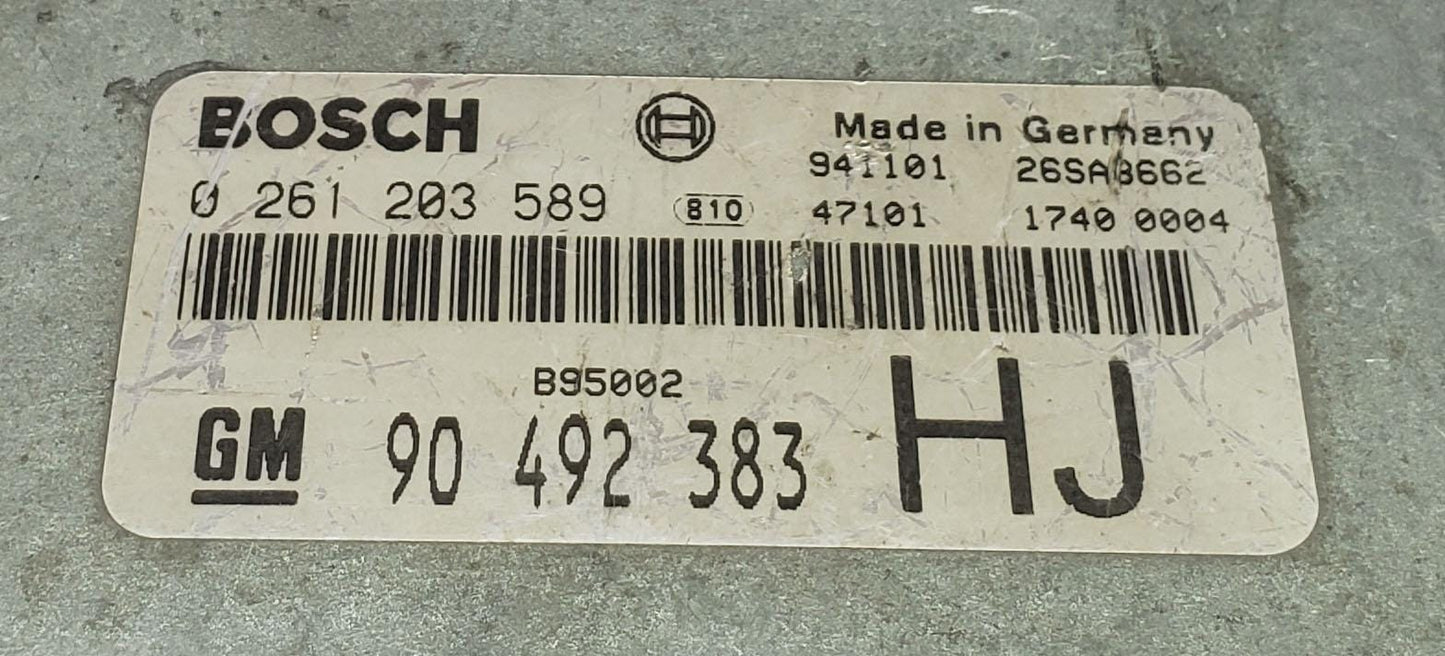 BOSCH
Made in Germany
941101 26SA3662
0 261 203 589 810 47101 1740 0004
B95002
GM 90 492 383 HJ